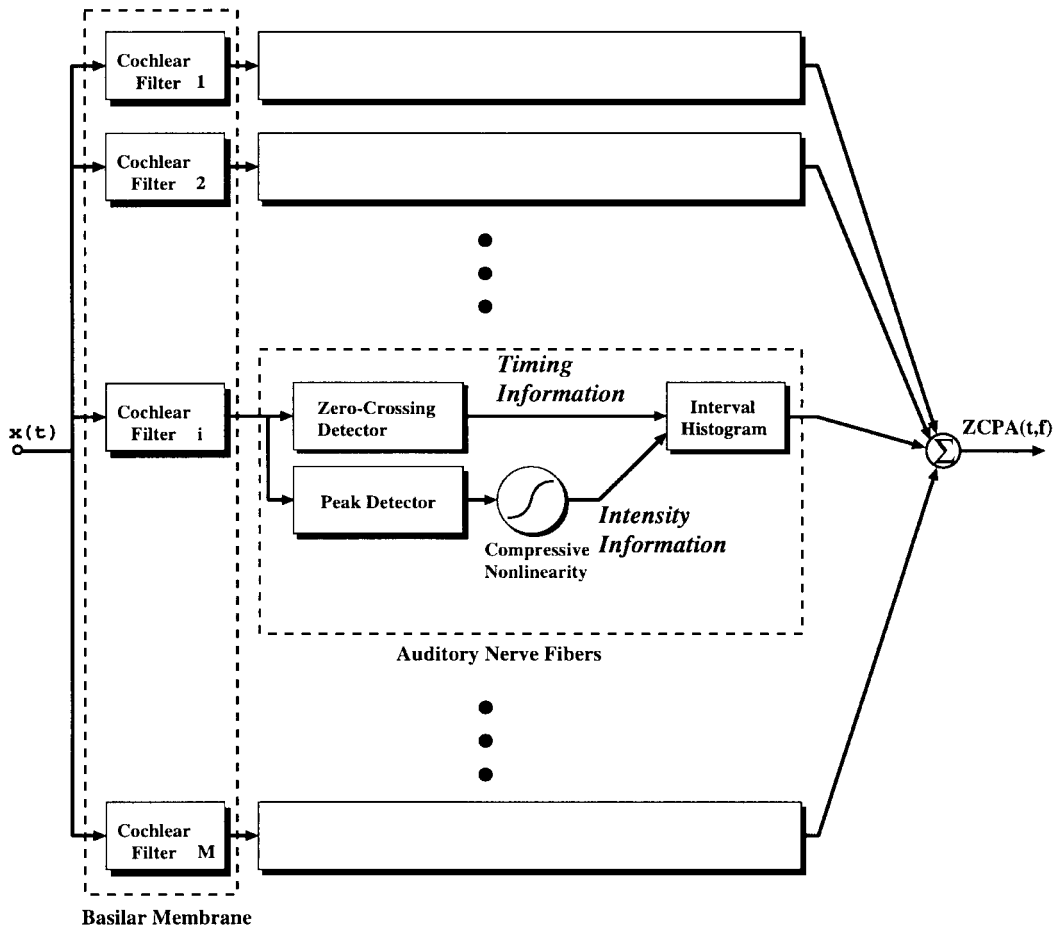 Cochlear
Filter 1
Cochlear
Filter 2
Timing
Information
Cochlear
Filter i
Zero-Crossing
Detector
Interval
Histogram
x(t)
ZCPA(t,f)
Σ
Peak Detector
Intensity
Information
Compressive
Nonlinearity
Auditory Nerve Fibers
Cochlear
Filter M
Basilar Membrane